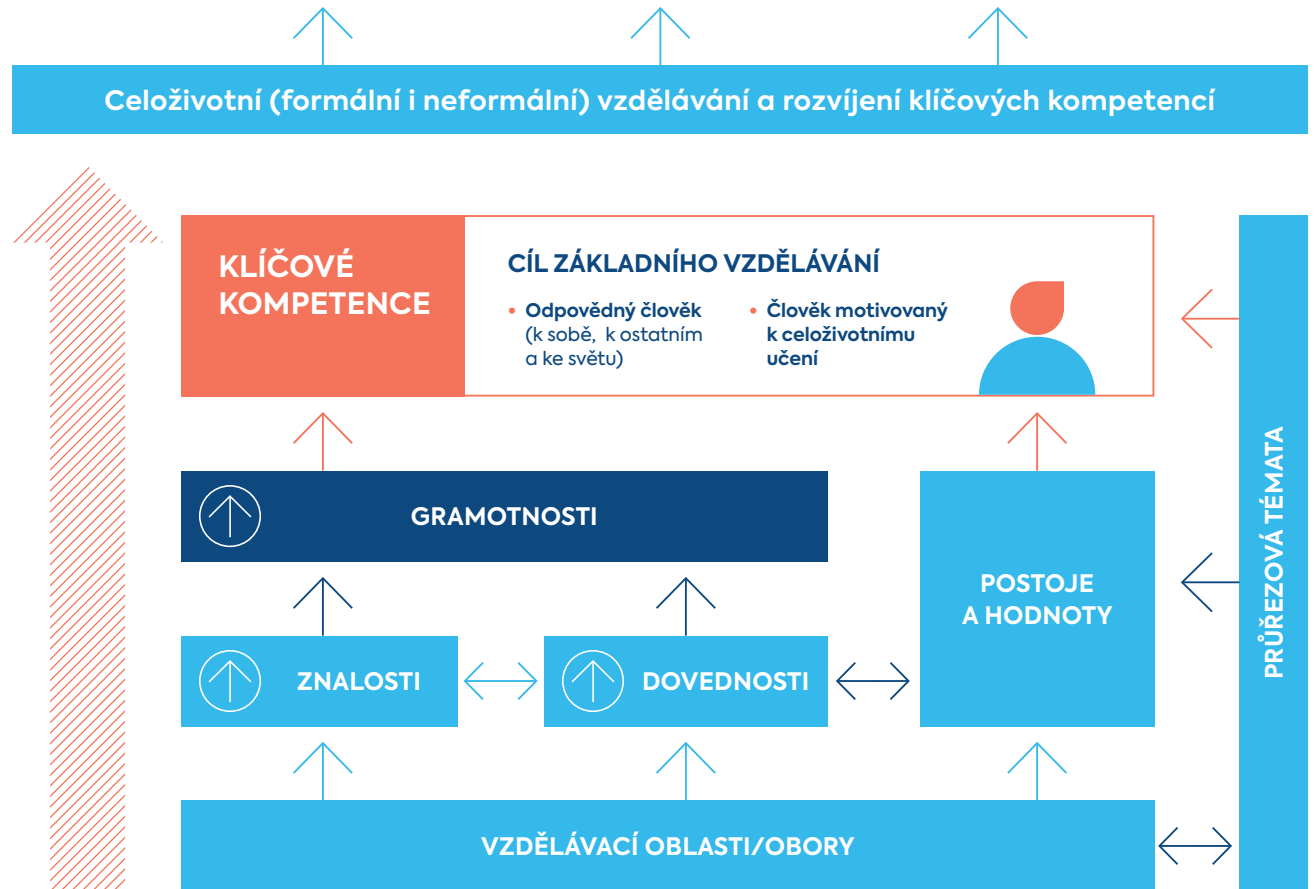 Celoživotní (formální i neformální) vzdělávání a rozvíjení klíčových kompetencí
KLÍČOVÉ
KOMPETENCE
CÍL ZÁKLADNÍHO VZDĚLÁVÁNÍ
• Odpovědný člověk
(k sobě, k ostatním
a ke světu)
• Člověk motivovaný
k celoživotnímu
učení
GRAMOTNOSTI
POSTOJE
A HODNOTY
ZNALOSTI
DOVEDNOSTI
VZDĚLÁVACÍ OBLASTI/OBORY
PRŮŘEZOVÁ TÉMATA